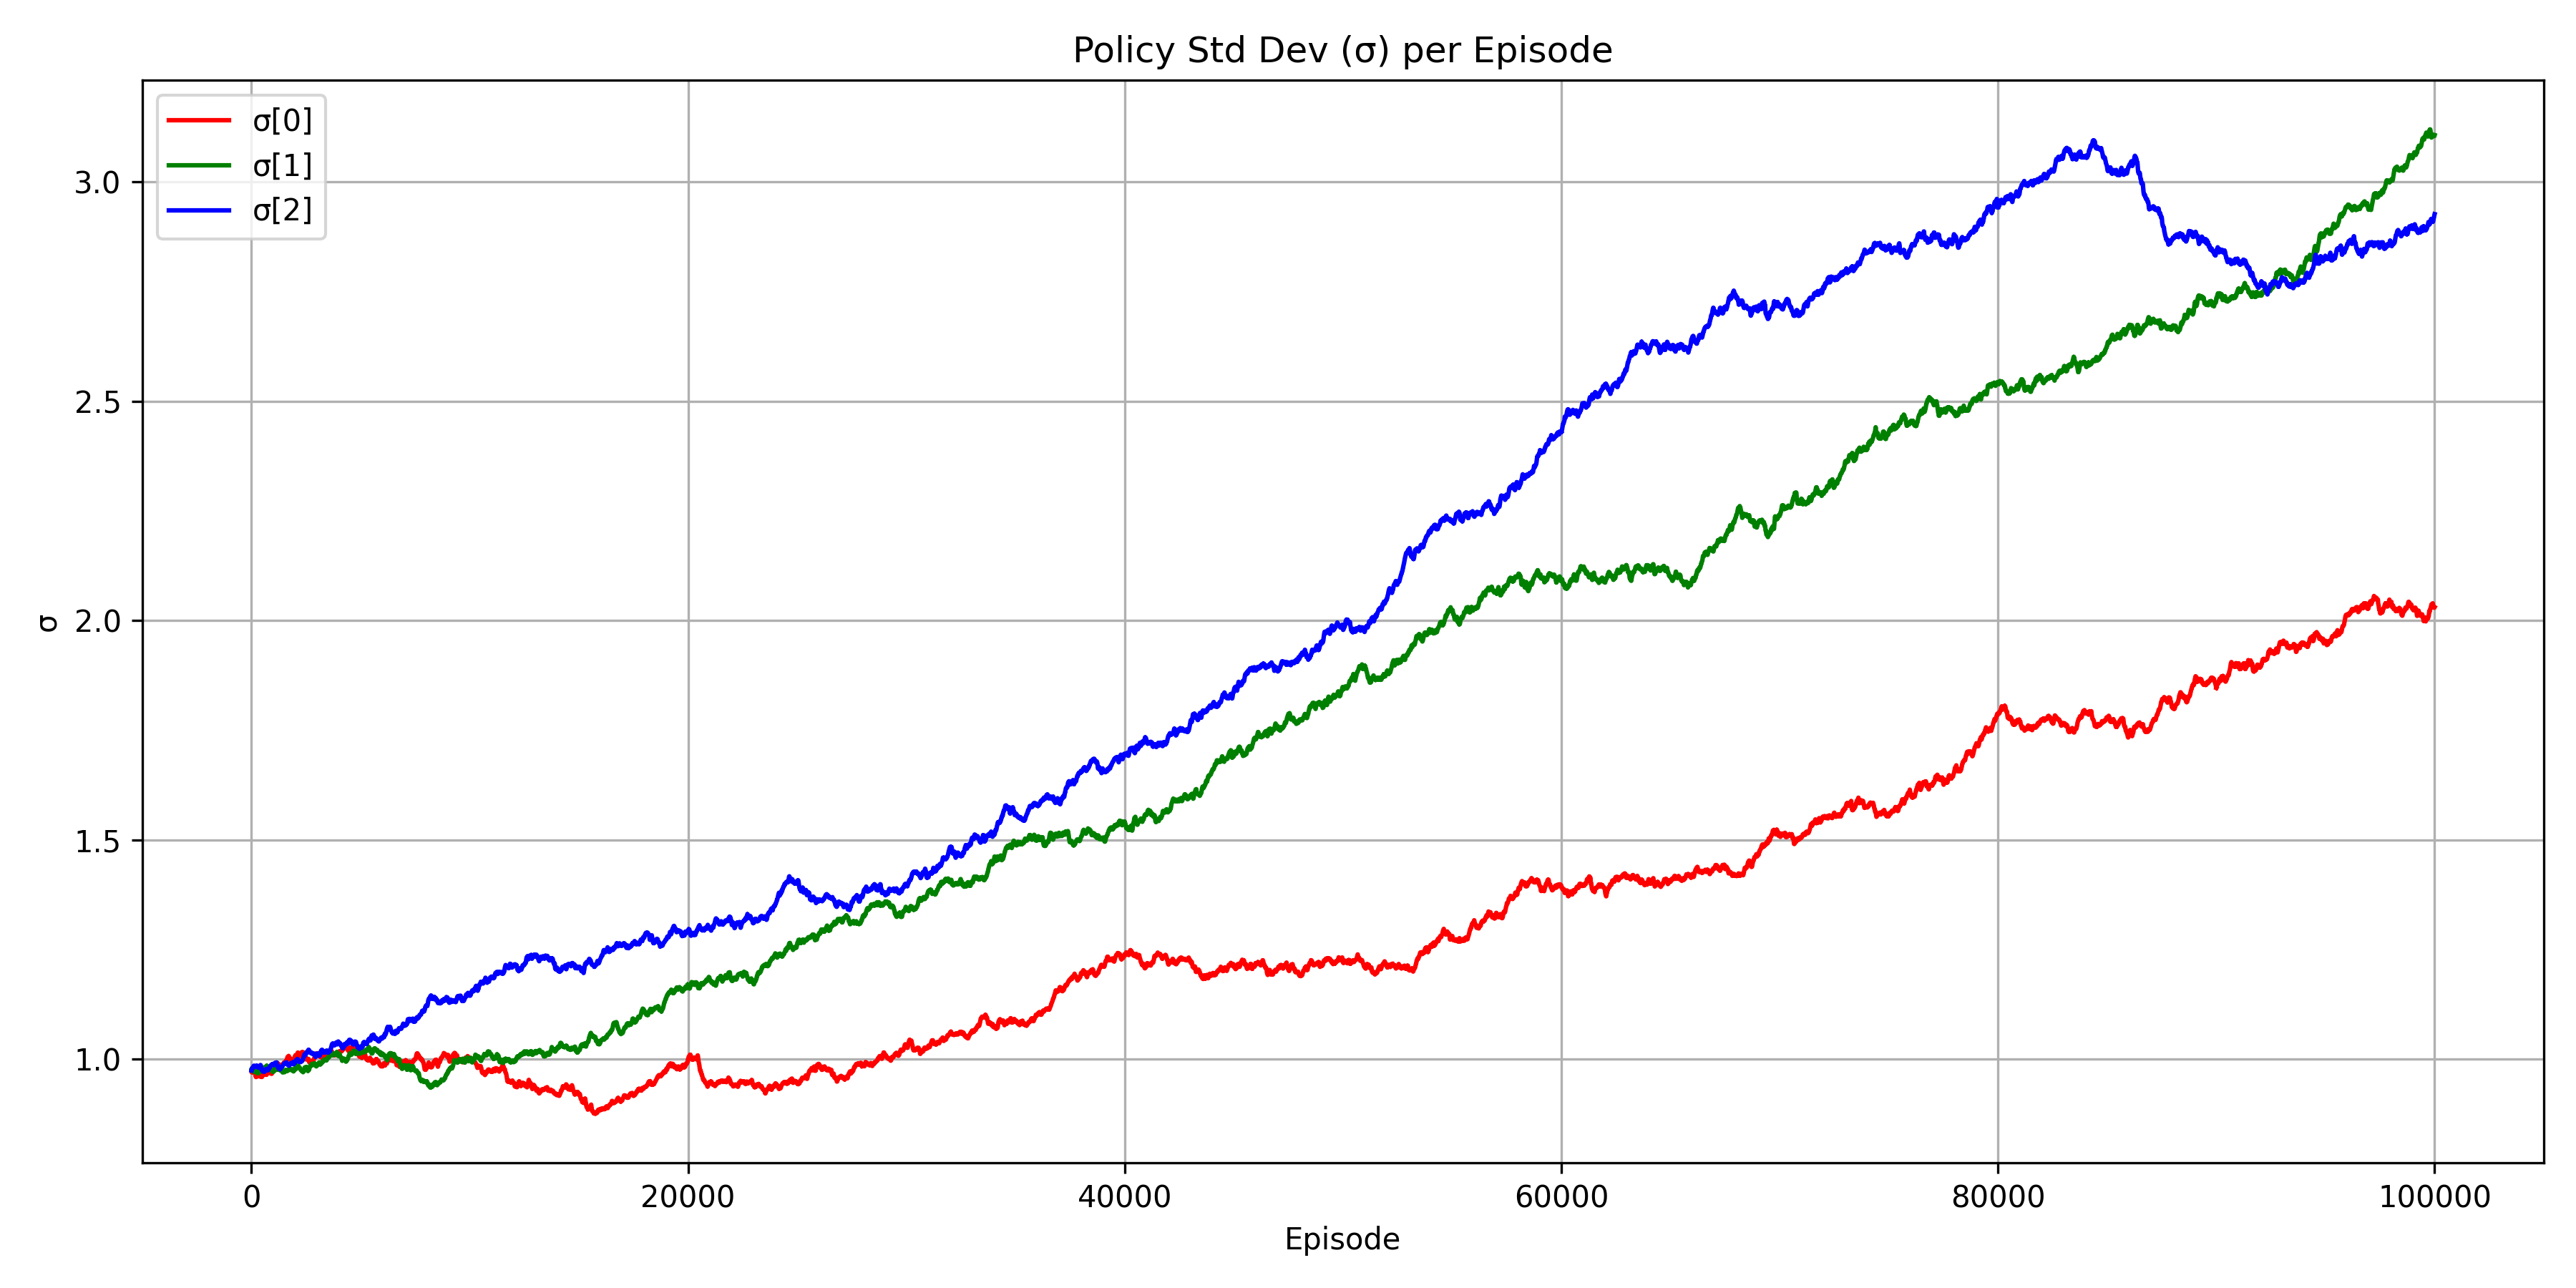 Policy Std Dev (σ) per Episode
σ[0]
σ[1]
σ[2]
3.0
2.5
2.0
1.5
1.0
σ
0 20000 40000 60000 80000 100000
Episode